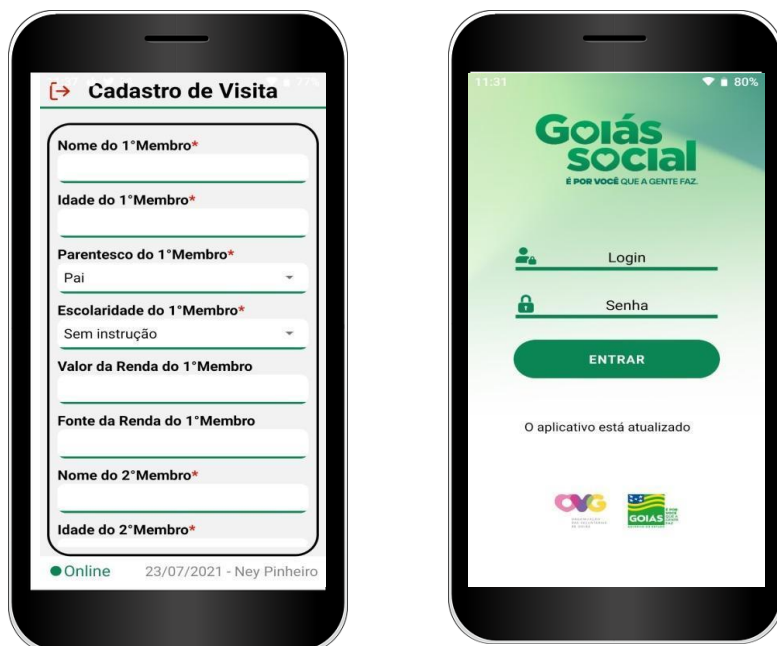 77%
Cadastro de Visita
Nome do 1°Membro*
Idade do 1°Membro*
Parentesco do 1°Membro*
Pai
Escolaridade do 1°Membro*
Sem instrução
Valor da Renda do 1°Membro
Fonte da Renda do 1°Membro
Nome do 2°Membro*
Idade do 2°Membro*
Online 23/07/2021 - Ney Pinheiro
11:31 80%
Goiás
social
É POR VOCÊ QUE A GENTE FAZ.
Login
Senha
ENTRAR
O aplicativo está atualizado
OVG
GOIÁS